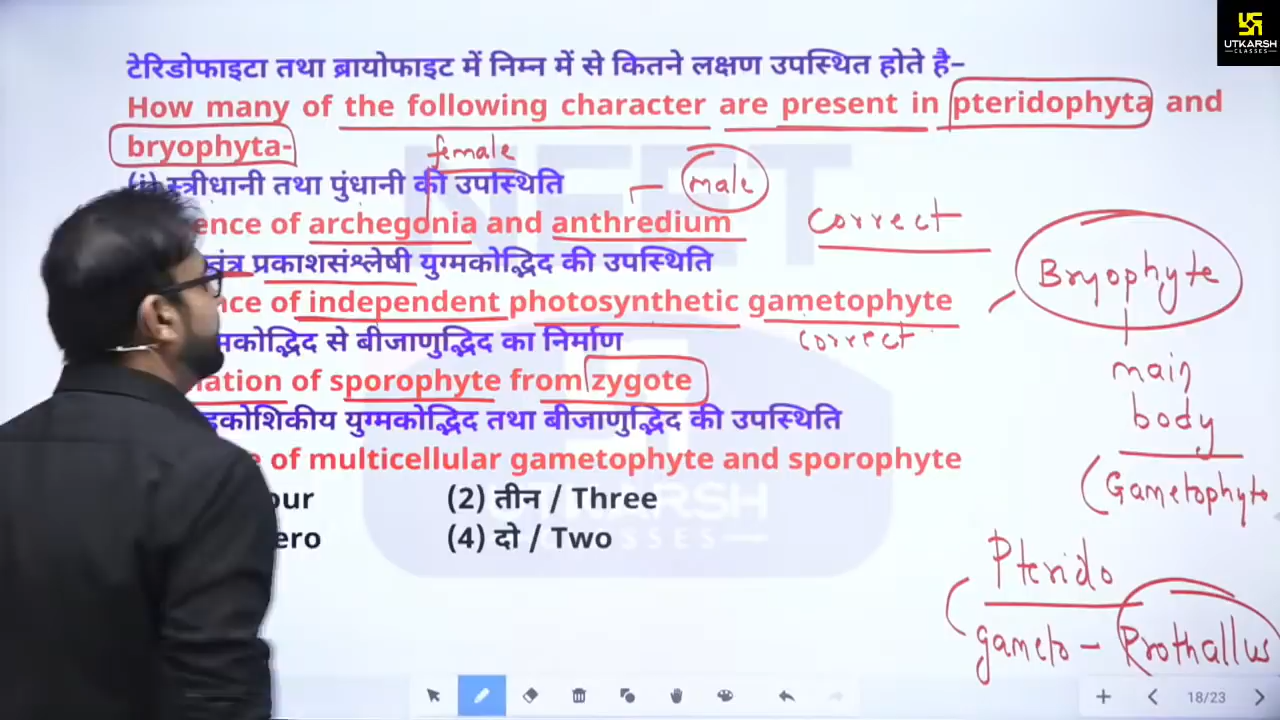 टेरिडोफाइटा तथा ब्रायोफाइट में निम्न में से कितने लक्षण उपस्थित होते है–
How many of the following character are present in pteridophyta and
bryophyta-
female
(i) स्त्रीधानी तथा पुंधानी की उपस्थिति
male
ence of archegonia and anthredium
correct
तंत्र प्रकाशसंश्लेषी युग्मकोद्भिद की उपस्थिति
nce of independent photosynthetic gametophyte
correct
मकोद्भिद से बीजाणुद्भिद का निर्माण
ation of sporophyte from zygote
कोशिकीय युग्मकोद्भिद तथा बीजाणुद्भिद की उपस्थिति
e of multicellular gametophyte and sporophyte
our
(2) तीन / Three
ero
(4) दो / Two
Bryophyte
main
body
Gametophyte
Pterido
gameto - Prothallus
UTKARSH
CLASSES
NEET
UTKARSH
CLASSES
18/23